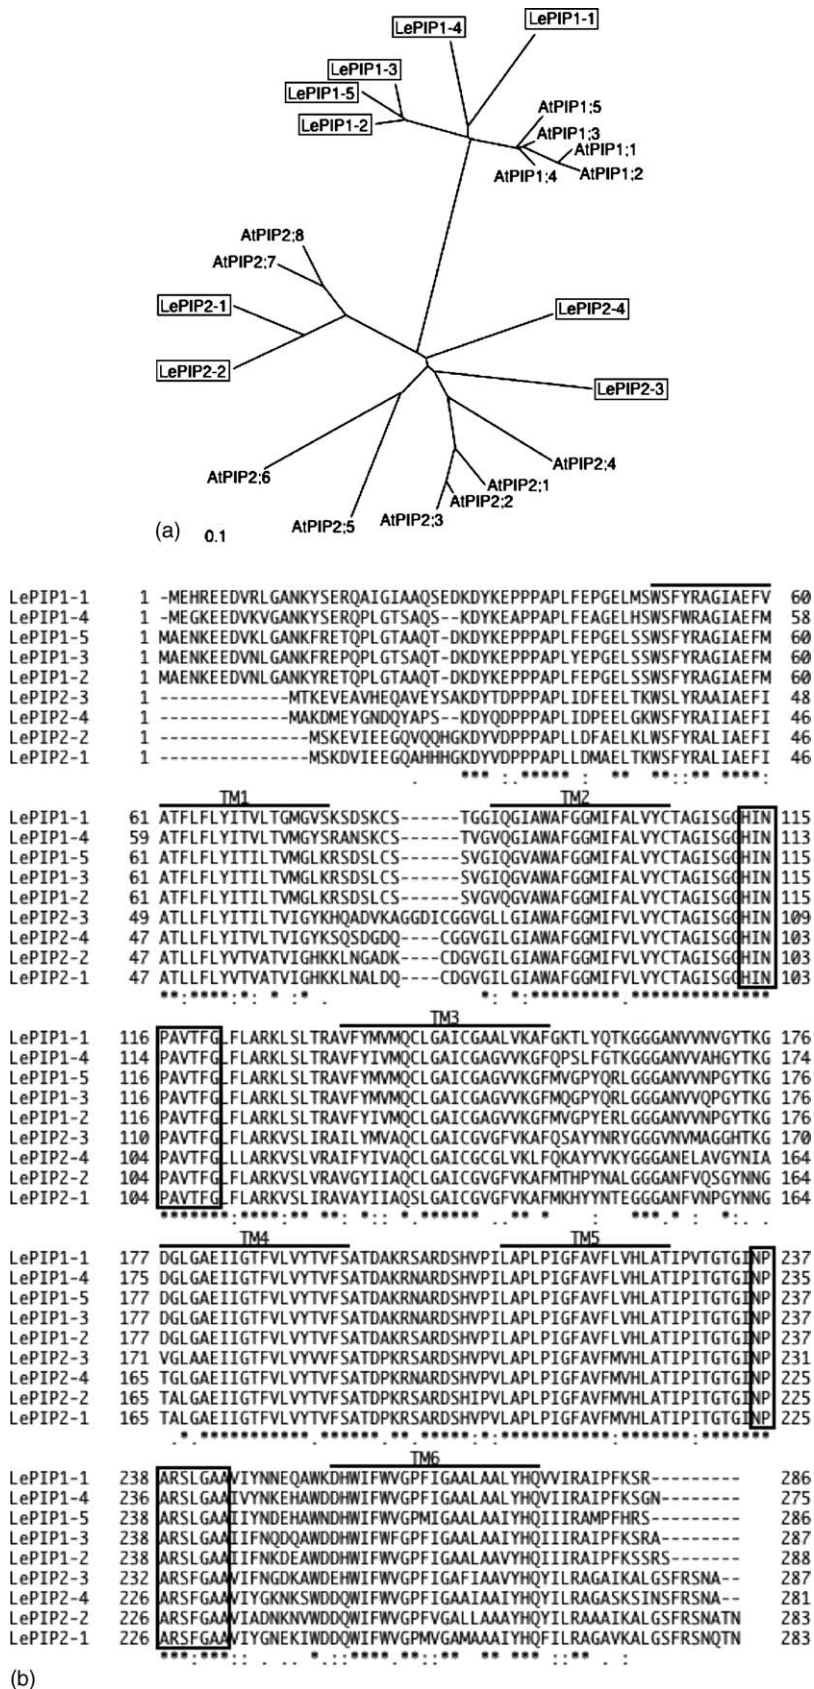 LePIP1-4
LePIP1-1
LePIP1-3
LePIP1-5
LePIP1-2
AtPIP1;5
AtPIP1;3
AtPIP1;1
AtPIP1;4
AtPIP1;2
AtPIP2;8
AtPIP2;7
LePIP2-1
LePIP2-4
LePIP2-2
LePIP2-3
AtPIP2;6
AtPIP2;4
AtPIP2;1
AtPIP2;2
AtPIP2;3
AtPIP2;5
(a) 0.1
LePIP1-1 1 -MEHREEDVRLGANKYSERQAIGIAAQSEDKDYKEPPPAPLFEPGELMSWSFYRAGIAEFV 60
LePIP1-4 1 -MEGKEEDVKVGANKYSERQPLGTSAQS--KDYKEAPPAPLFEAGELHSWSFWRAGIAEFM 58
LePIP1-5 1 MAENKEEDVKLGANKFRETQPLGTAAQT-DKDYKEPPPAPLFEPGELSSWSFYRAGIAEFM 60
LePIP1-3 1 MAENKEEDVNLGANKFREPQPLGTAAQT-DKDYKEPPPAPLYEPGELSSWSFYRAGIAEFM 60
LePIP1-2 1 MAENKEEDVKLGANKYRETQPLGTAAQT-DKDYKEPPPAPLFEPGELSSWSFYRAGIAEFM 60
LePIP2-3 1 -------------MTKEVEAVHEQAVEYSAKDYTDPPPAPLIDFEELTKWSLYRAAIAEFI 48
LePIP2-4 1 -------------MAKDMEYGNDQYAPS--KDYQDPPPAPLIDPEELGKWSFYRAIIAEFI 46
LePIP2-2 1 ---------------MSKEVIEEGQVQQHGKDYVDPPPAPLLDFAELKLWSFYRALIAEFI 46
LePIP2-1 1 ---------------MSKDVIEEGQAHHHGKDYVDPPPAPLLDMAELTKWSFYRALIAEFI 46
TM1 TM2
LePIP1-1 61 ATFLFLYITVLTGMGVSKSDSKCS------TGGIQGIAWAFGGMIFALVYCTAGISGGHIN 115
LePIP1-4 59 ATFLFLYITVLTVMGYSRANSKCS------TVGVQGIAWAFGGMIFALVYCTAGISGGHIN 113
LePIP1-5 61 ATFLFLYITILTVMGLKRSDSLCS------SVGIQGVAWAFGGMIFALVYCTAGISGGHIN 115
LePIP1-3 61 ATFLFLYITILTVMGLKRSDSLCS------SVGIQGVAWAFGGMIFALVYCTAGISGGHIN 115
LePIP1-2 61 ATFLFLYITILTVMGLKRSDSLCS------SVGVQGVAWAFGGMIFALVYCTAGISGGHIN 115
LePIP2-3 49 ATLLFLYITILTVIGYKHQADVKAGGDICGGVGLLGIAWAFGGMIFVLVYCTAGISGGHIN 109
LePIP2-4 47 ATLLFLYITVLTVIGYKSQSDGDQ----CGGVGILGIAWAFGGMIFVLVYCTAGISGGHIN 103
LePIP2-2 47 ATLLFLYVTVATVIGHKKLNGADK----CDGVGILGIAWAFGGMIFVLVYCTAGISGGHIN 103
LePIP2-1 47 ATLLFLYVTVATVIGHKKLNALDQ----CDGVGILGIAWAFGGMIFVLVYCTAGISGGHIN 103
TM3
LePIP1-1 116 PAVTFGLFLARKLSLTRAVFYMVMQCLGAICGAALVKAFGKTLYQTKGGGANVVNVGYTKG 176
LePIP1-4 114 PAVTFGLFLARKLSLTRAVFYIVMQCLGAICGAGVVKGFQPSLFGTKGGGANVVAHGYTKG 174
LePIP1-5 116 PAVTFGLFLARKLSLTRAVFYMVMQCLGAICGAGVVKGFMVGPYQRLGGGANVVNPGYTKG 176
LePIP1-3 116 PAVTFGLFLARKLSLTRAVFYMVMQCLGAICGAGVVKGFMQGPYQRLGGGANVVQPGYTKG 176
LePIP1-2 116 PAVTFGLFLARKLSLTRAVFYIVMQCLGAICGAGVVKGFMVGPYERLGGGANVVNPGYTKG 176
LePIP2-3 110 PAVTFGLFLARKVSLIRAILYMVAQCLGAICGVGFVKAFQSAYYNRYGGGVNVMAGGHTKG 170
LePIP2-4 104 PAVTFGLFLARKVSLVRAIFYIVAQCLGAICGCGLVKLFQKAYYVKYGGGANELAVGYNIA 164
LePIP2-2 104 PAVTFGLFLARKVSLIRAVGYIIAQCLGAICGVGFVKAFMTHPYNALGGGANFVQSGYNNG 164
LePIP2-1 104 PAVTFGLFLARKVSLIRAVAYIIAQSLGAICGVGFVKAFMKHYYNTEGGGANFVNPGYNNG 164
TM4 TM5
LePIP1-1 177 DGLGAEIIGTFVLVYTVFSATDAKRSARDSHVPILAPLPIGFAVFLVHLATIPVTGTGINP 237
LePIP1-4 175 DGLGAEIIGTFVLVYTVFSATDAKRNARDSHVPILAPLPIGFAVFLVHLATIPITGTGINP 235
LePIP1-5 177 DGLGAEIIGTFVLVYTVFSATDAKRNARDSHVPILAPLPIGFAVFLVHLATIPITGTGINP 237
LePIP1-3 177 DGLGAEIIGTFVLVYTVFSATDAKRNARDSHVPILAPLPIGFAVFLVHLATIPITGTGINP 237
LePIP1-2 177 DGLGAEIIGTFVLVYTVFSATDAKRSARDSHVPILAPLPIGFAVFLVHLATIPITGTGINP 237
LePIP2-3 171 VGLAAEIIGTFVLVYVVFSATDPKRSARDSHVPVLAPLPIGFAVFMVHLATIPITGTGINP 231
LePIP2-4 165 TGLGAEIIGTFVLVYTVFSATDPKRNARDSHVPVLAPLPIGFAVFMVHLATIPITGTGINP 225
LePIP2-2 165 TALGAEIIGTFVLVYTVFSATDPKRSARDSHIPVLAPLPIGFAVFMVHLATIPITGTGINP 225
LePIP2-1 165 TALGAEIIGTFVLVYTVFSATDPKRSARDSHVPVLAPLPIGFAVFMVHLATIPITGTGINP 225
TM6
LePIP1-1 238 ARSLGAAVIYNNEQAWKDHWIFWVGPFIGAALAALYHQVVIRAIPFKSR--------- 286
LePIP1-4 236 ARSLGAAIVYNKEHAWDDHWIFWVGPFIGAALAALYHQIIIRAIPFKSGN-------- 275
LePIP1-5 238 ARSLGAAIIYNDEHAWNDHWIFWVGPMIGAALAAIYHQIIIRAMPFHRS--------- 286
LePIP1-3 238 ARSLGAAIIFNQDQAWDDHWIFWFGPFIGAALAAVYHQIIIRAIPFKSRA-------- 287
LePIP1-2 238 ARSLGAAIIFNKDEAWDDHWIFWVGPFIGAALAAVYHQIIIRAIPFKSSRS------- 288
LePIP2-3 232 ARSFGAAVIFNGDKAWDEHWIFWVGPFIGAFIAAVYHQYILRAGAIKALGSFRSNA-- 287
LePIP2-4 226 ARSFGAAVIYGKNKSWDDQWIFWVGPFIGAAIAAIYHQYILRAGASKSINSFRSNA-- 281
LePIP2-2 226 ARSFGAAVIADNKNVWDDQWIFWVGPFVGALLAAAYHQYILRAAAIKALGSFRSNATN 283
LePIP2-1 226 ARSFGAAVIYGNEKIWDDQWIFWVGPMVGAMAAAIYHQFILRAGAVKALGSFRSNQTN 283
(b)